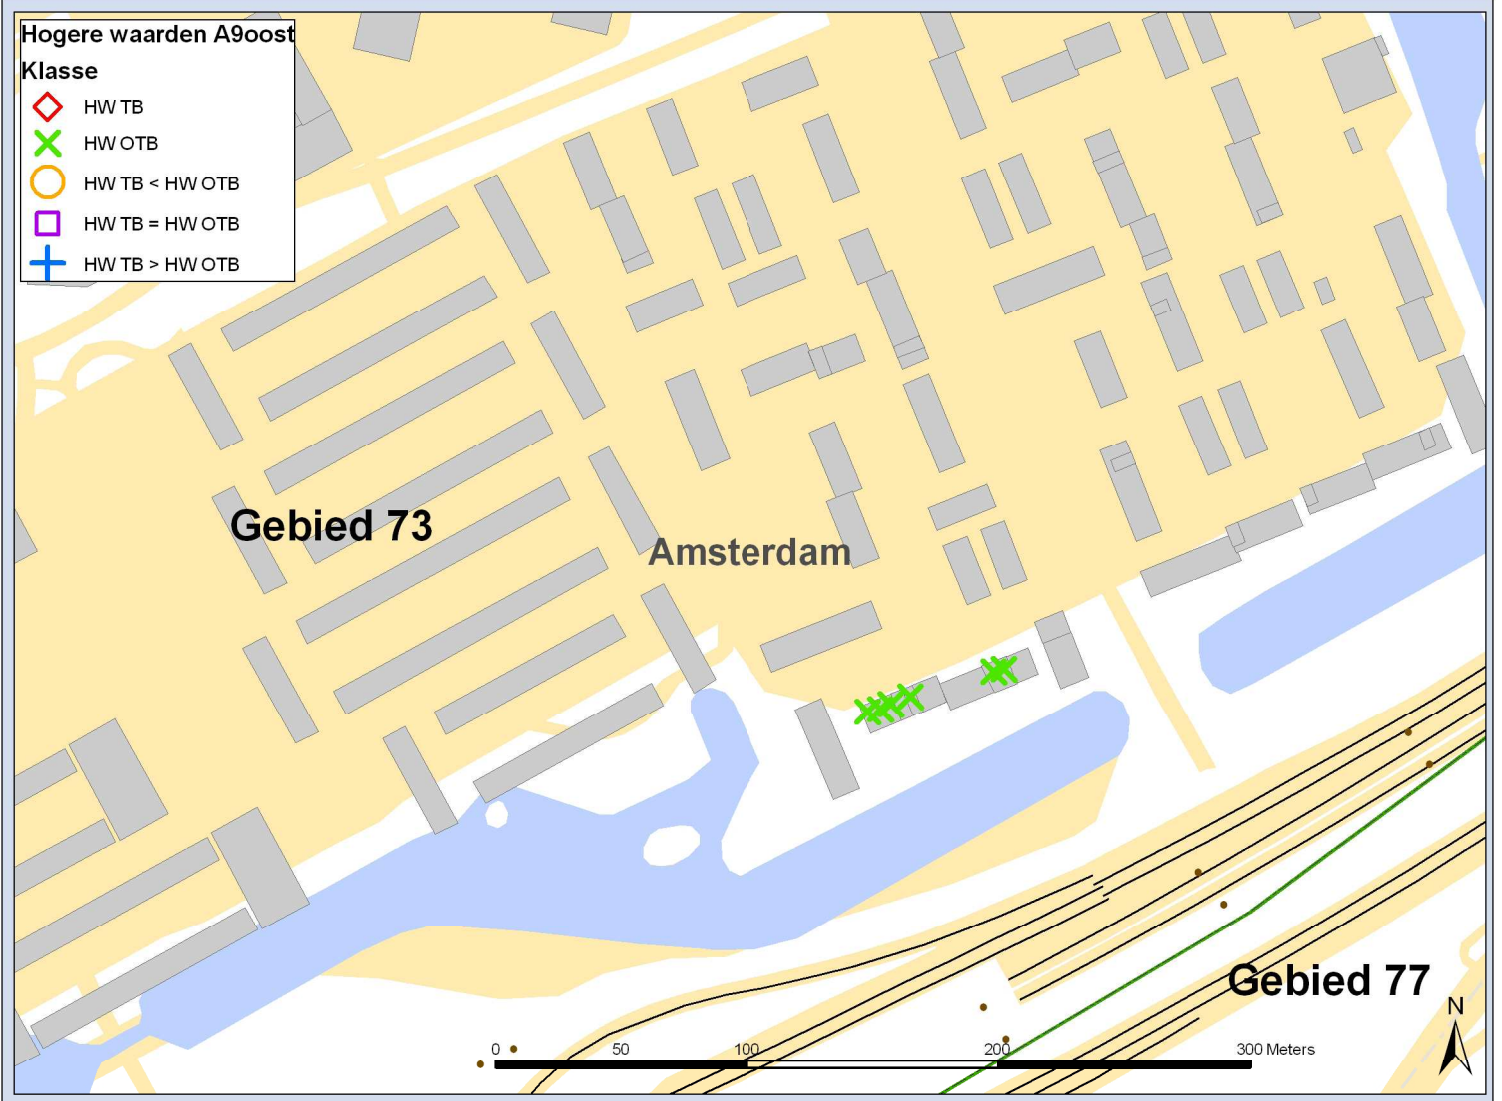 Hogere waarden A9oost
Klasse
HW TB
HW OTB
HW TB < HW OTB
HW TB = HW OTB
HW TB > HW OTB
Gebied 73
Amsterdam
Gebied 77
N
0 50 100 200 300 Meters